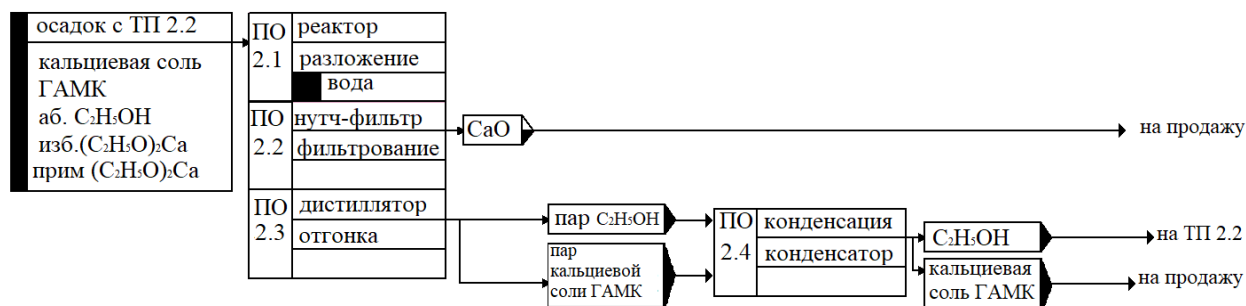 осадок с ТП 2.2
кальциевая соль
ГАМК
аб. C₂H₅OH
изб.(C₂H₅O)₂Ca
прим (C₂H₅O)₂Ca
ПО
2.1
реактор
разложение
вода
ПО
2.2
нутч-фильтр
фильтрование
CaO
на продажу
ПО
2.3
дистиллятор
отгонка
пар C₂H₅OH
пар
кальциевой
соли ГАМК
ПО
2.4
конденсация
конденсатор
C₂H₅OH
на ТП 2.2
кальциевая
соль ГАМК
на продажу